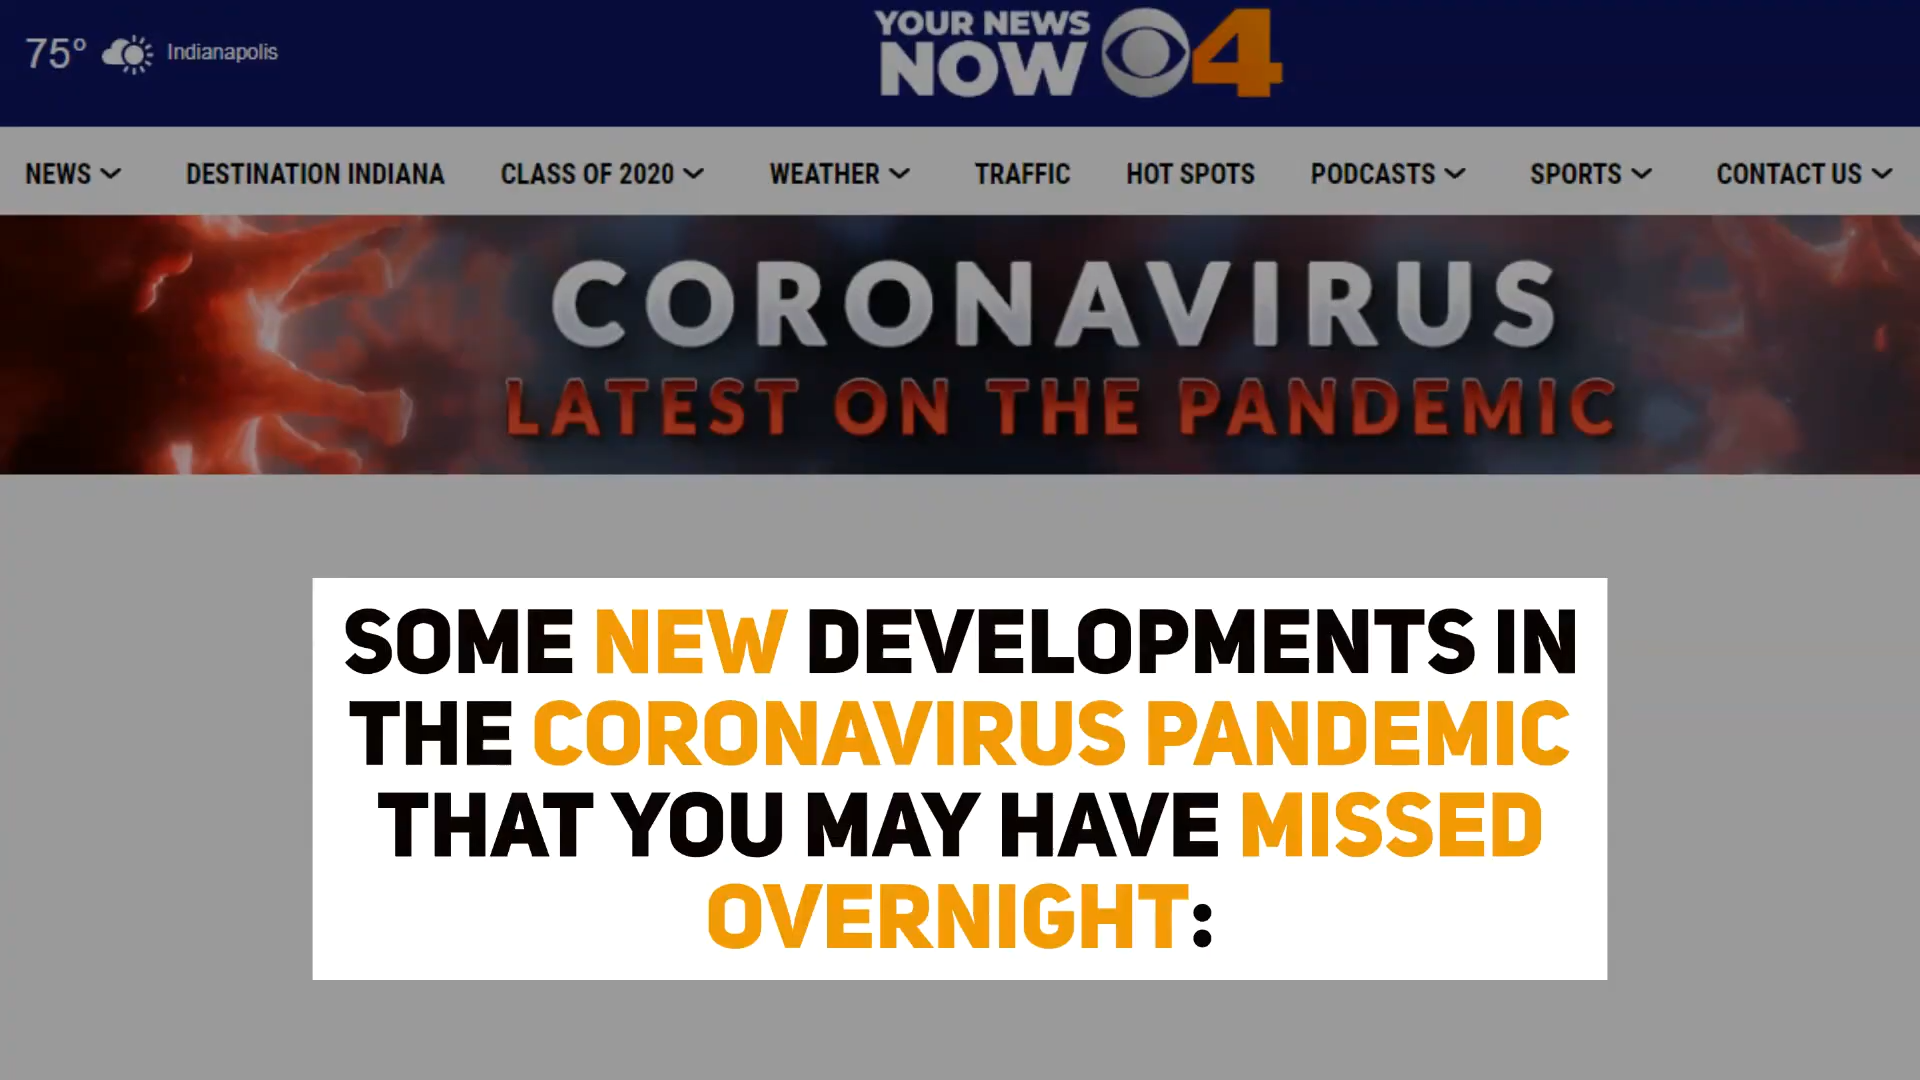 75° Indianapolis
YOUR NEWS
NOW 4
NEWS DESTINATION INDIANA CLASS OF 2020 WEATHER TRAFFIC HOT SPOTS PODCASTS SPORTS CONTACT US
CORONAVIRUS
LATEST ON THE PANDEMIC
SOME NEW DEVELOPMENTS IN
THE CORONAVIRUS PANDEMIC
THAT YOU MAY HAVE MISSED
OVERNIGHT: